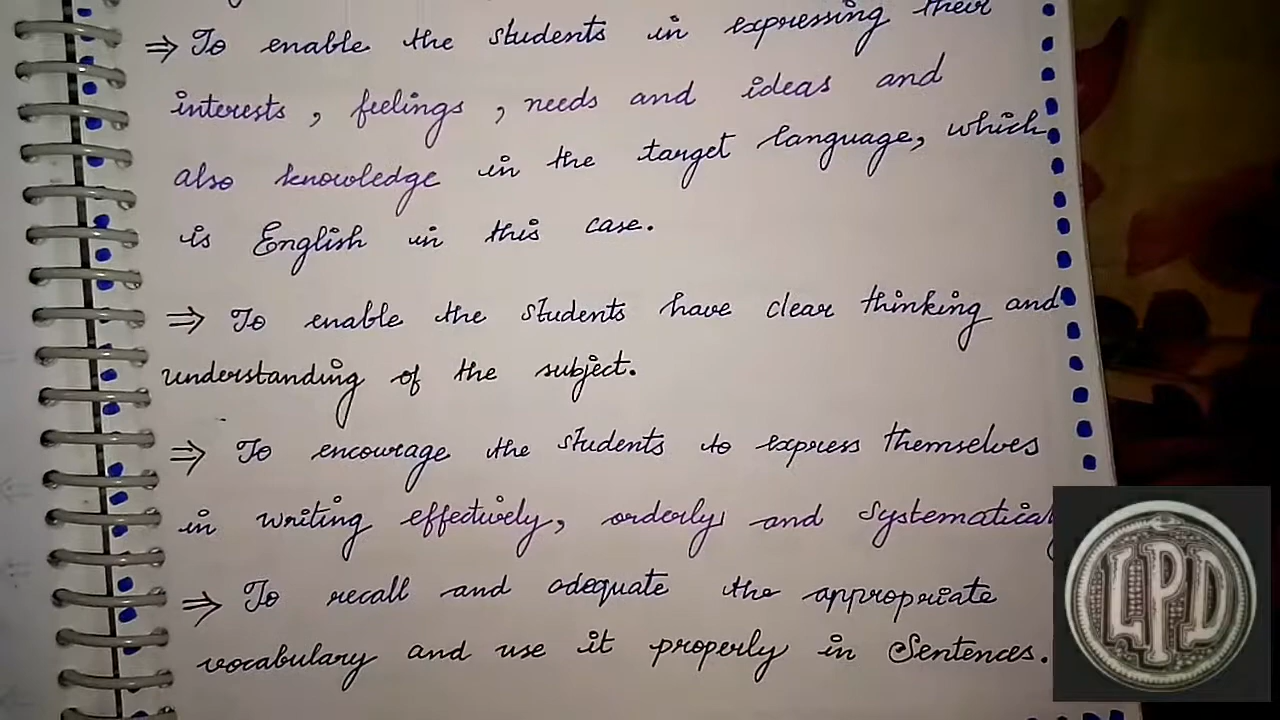 ⇒ To enable the students in expressing their
interests, feelings, needs and ideas and
also knowledge in the target language, which
is English in this case.
⇒ To enable the students have clear thinking and
understanding of the subject.
⇒ To encourage the students to express themselves
in writing effectively, orderly and systematical
⇒ To recall and adequate the appropriate
vocabulary and use it properly in Sentences.
LPD